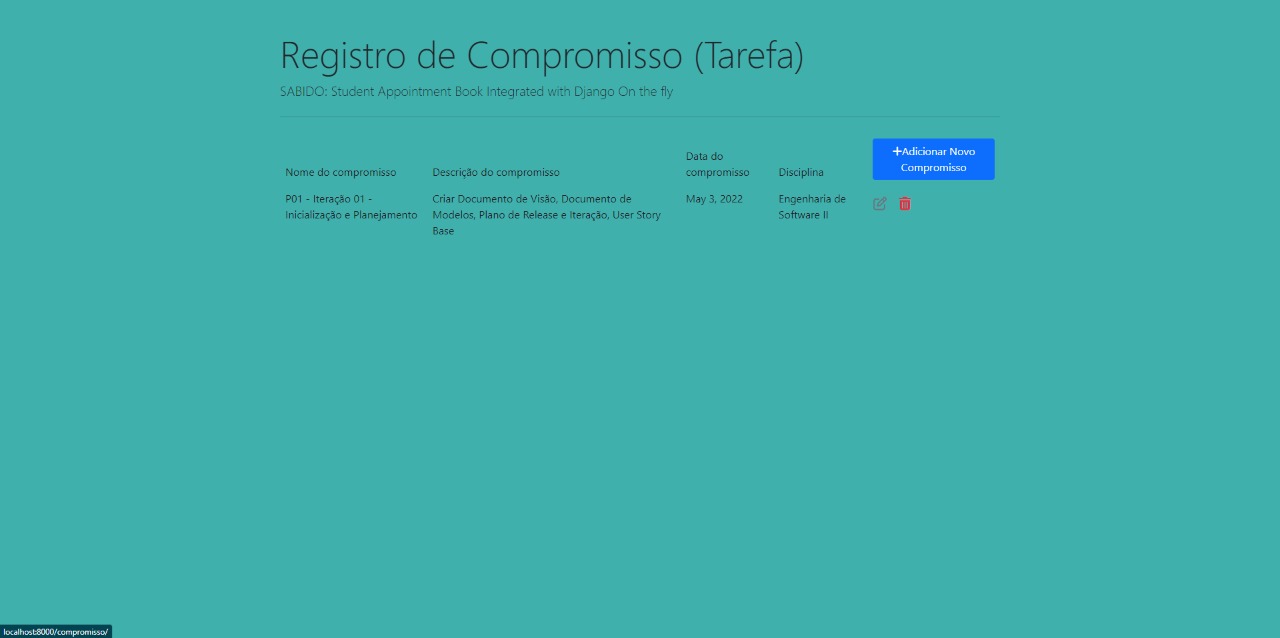 Registro de Compromisso (Tarefa)
SABIDO: Student Appointment Book Integrated with Django On the fly
Nome do compromisso
Descrição do compromisso
Data do
compromisso
Disciplina
+Adicionar Novo
Compromisso
P01 - Iteração 01 -
Inicialização e Planejamento
Criar Documento de Visão, Documento de
Modelos, Plano de Release e Iteração, User Story
Base
May 3, 2022
Engenharia de
Software II
localhost:8000/compromisso/